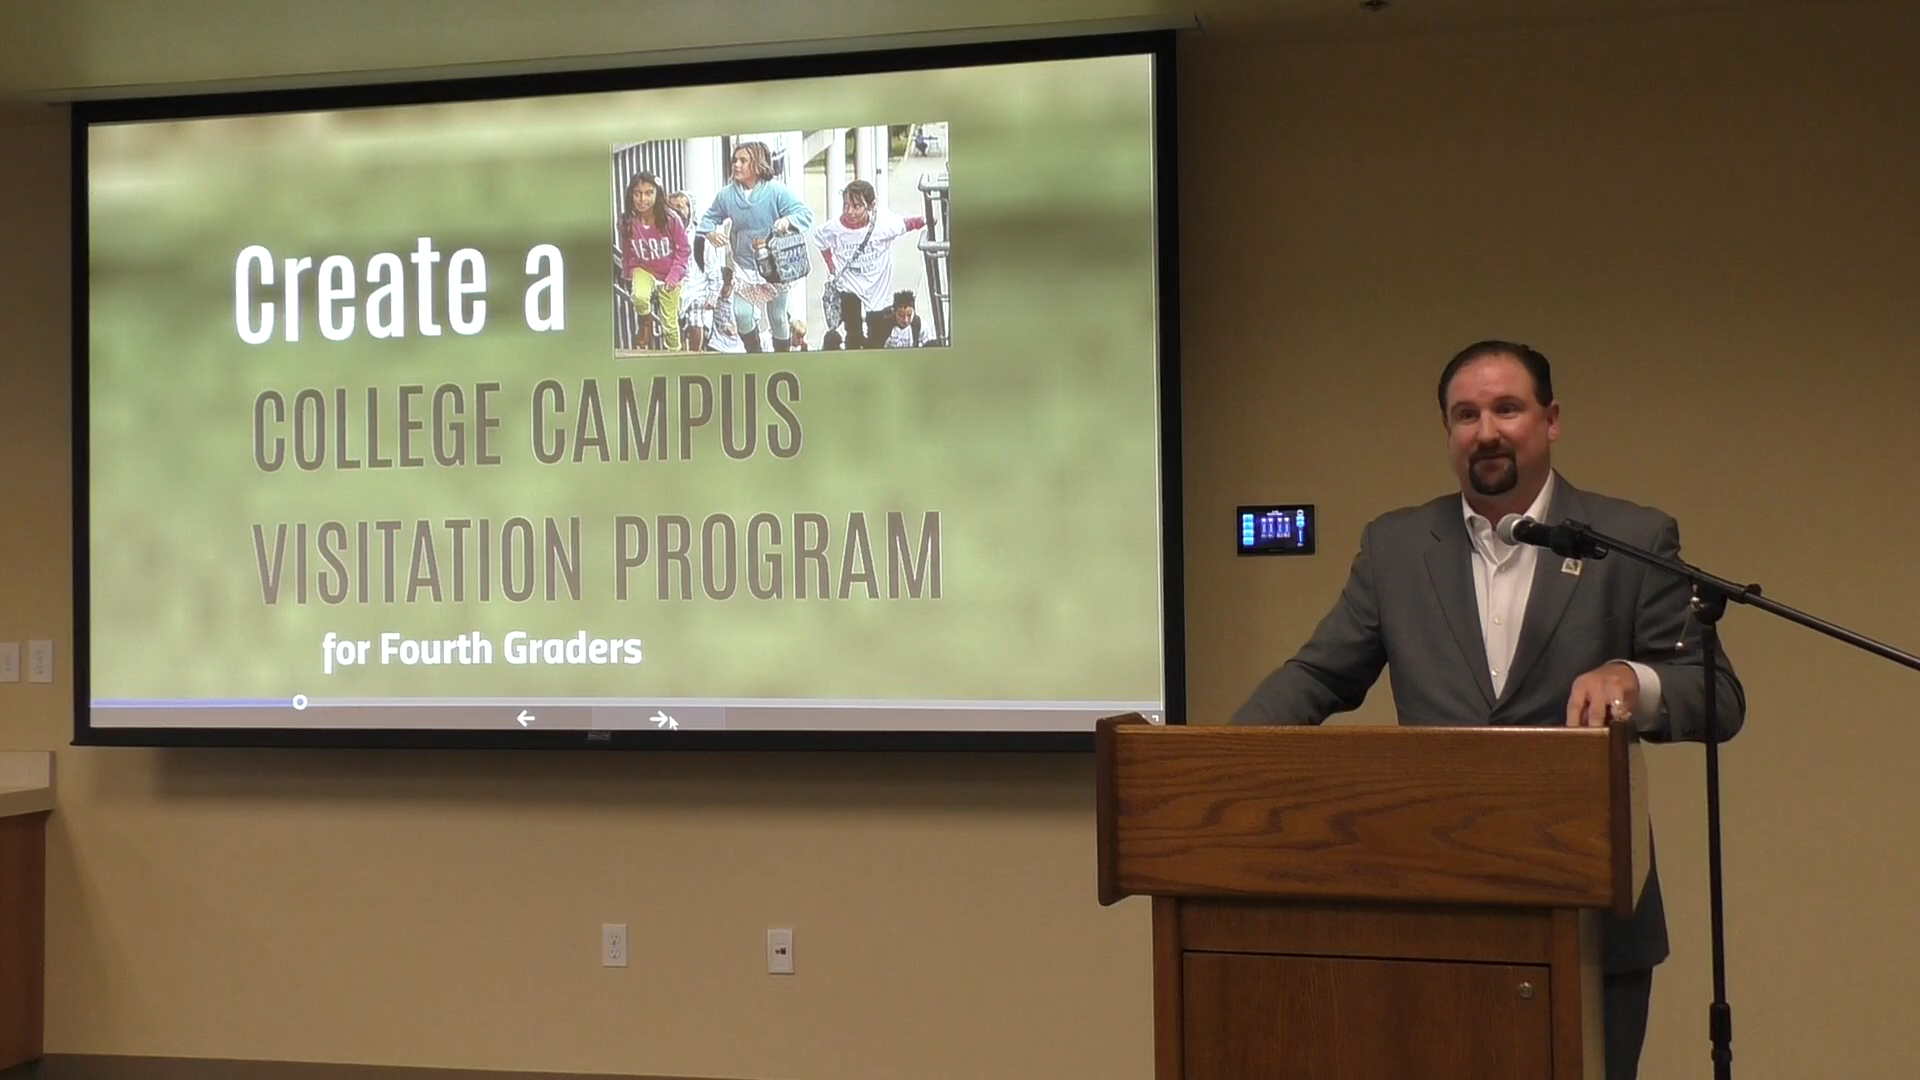 Create a
COLLEGE CAMPUS
VISITATION PROGRAM
for Fourth Graders